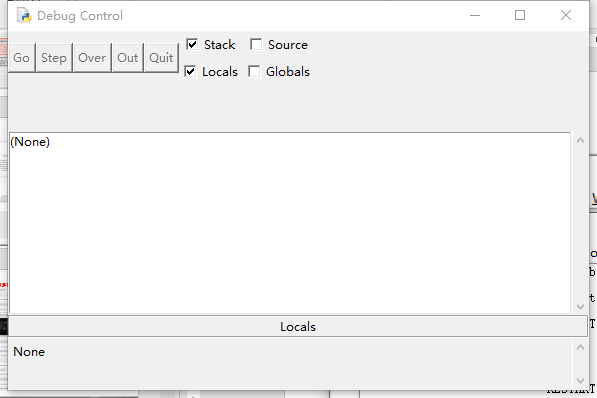 Debug Control
Go Step Over Out Quit
Stack Source
Locals Globals
(None)
Locals
None